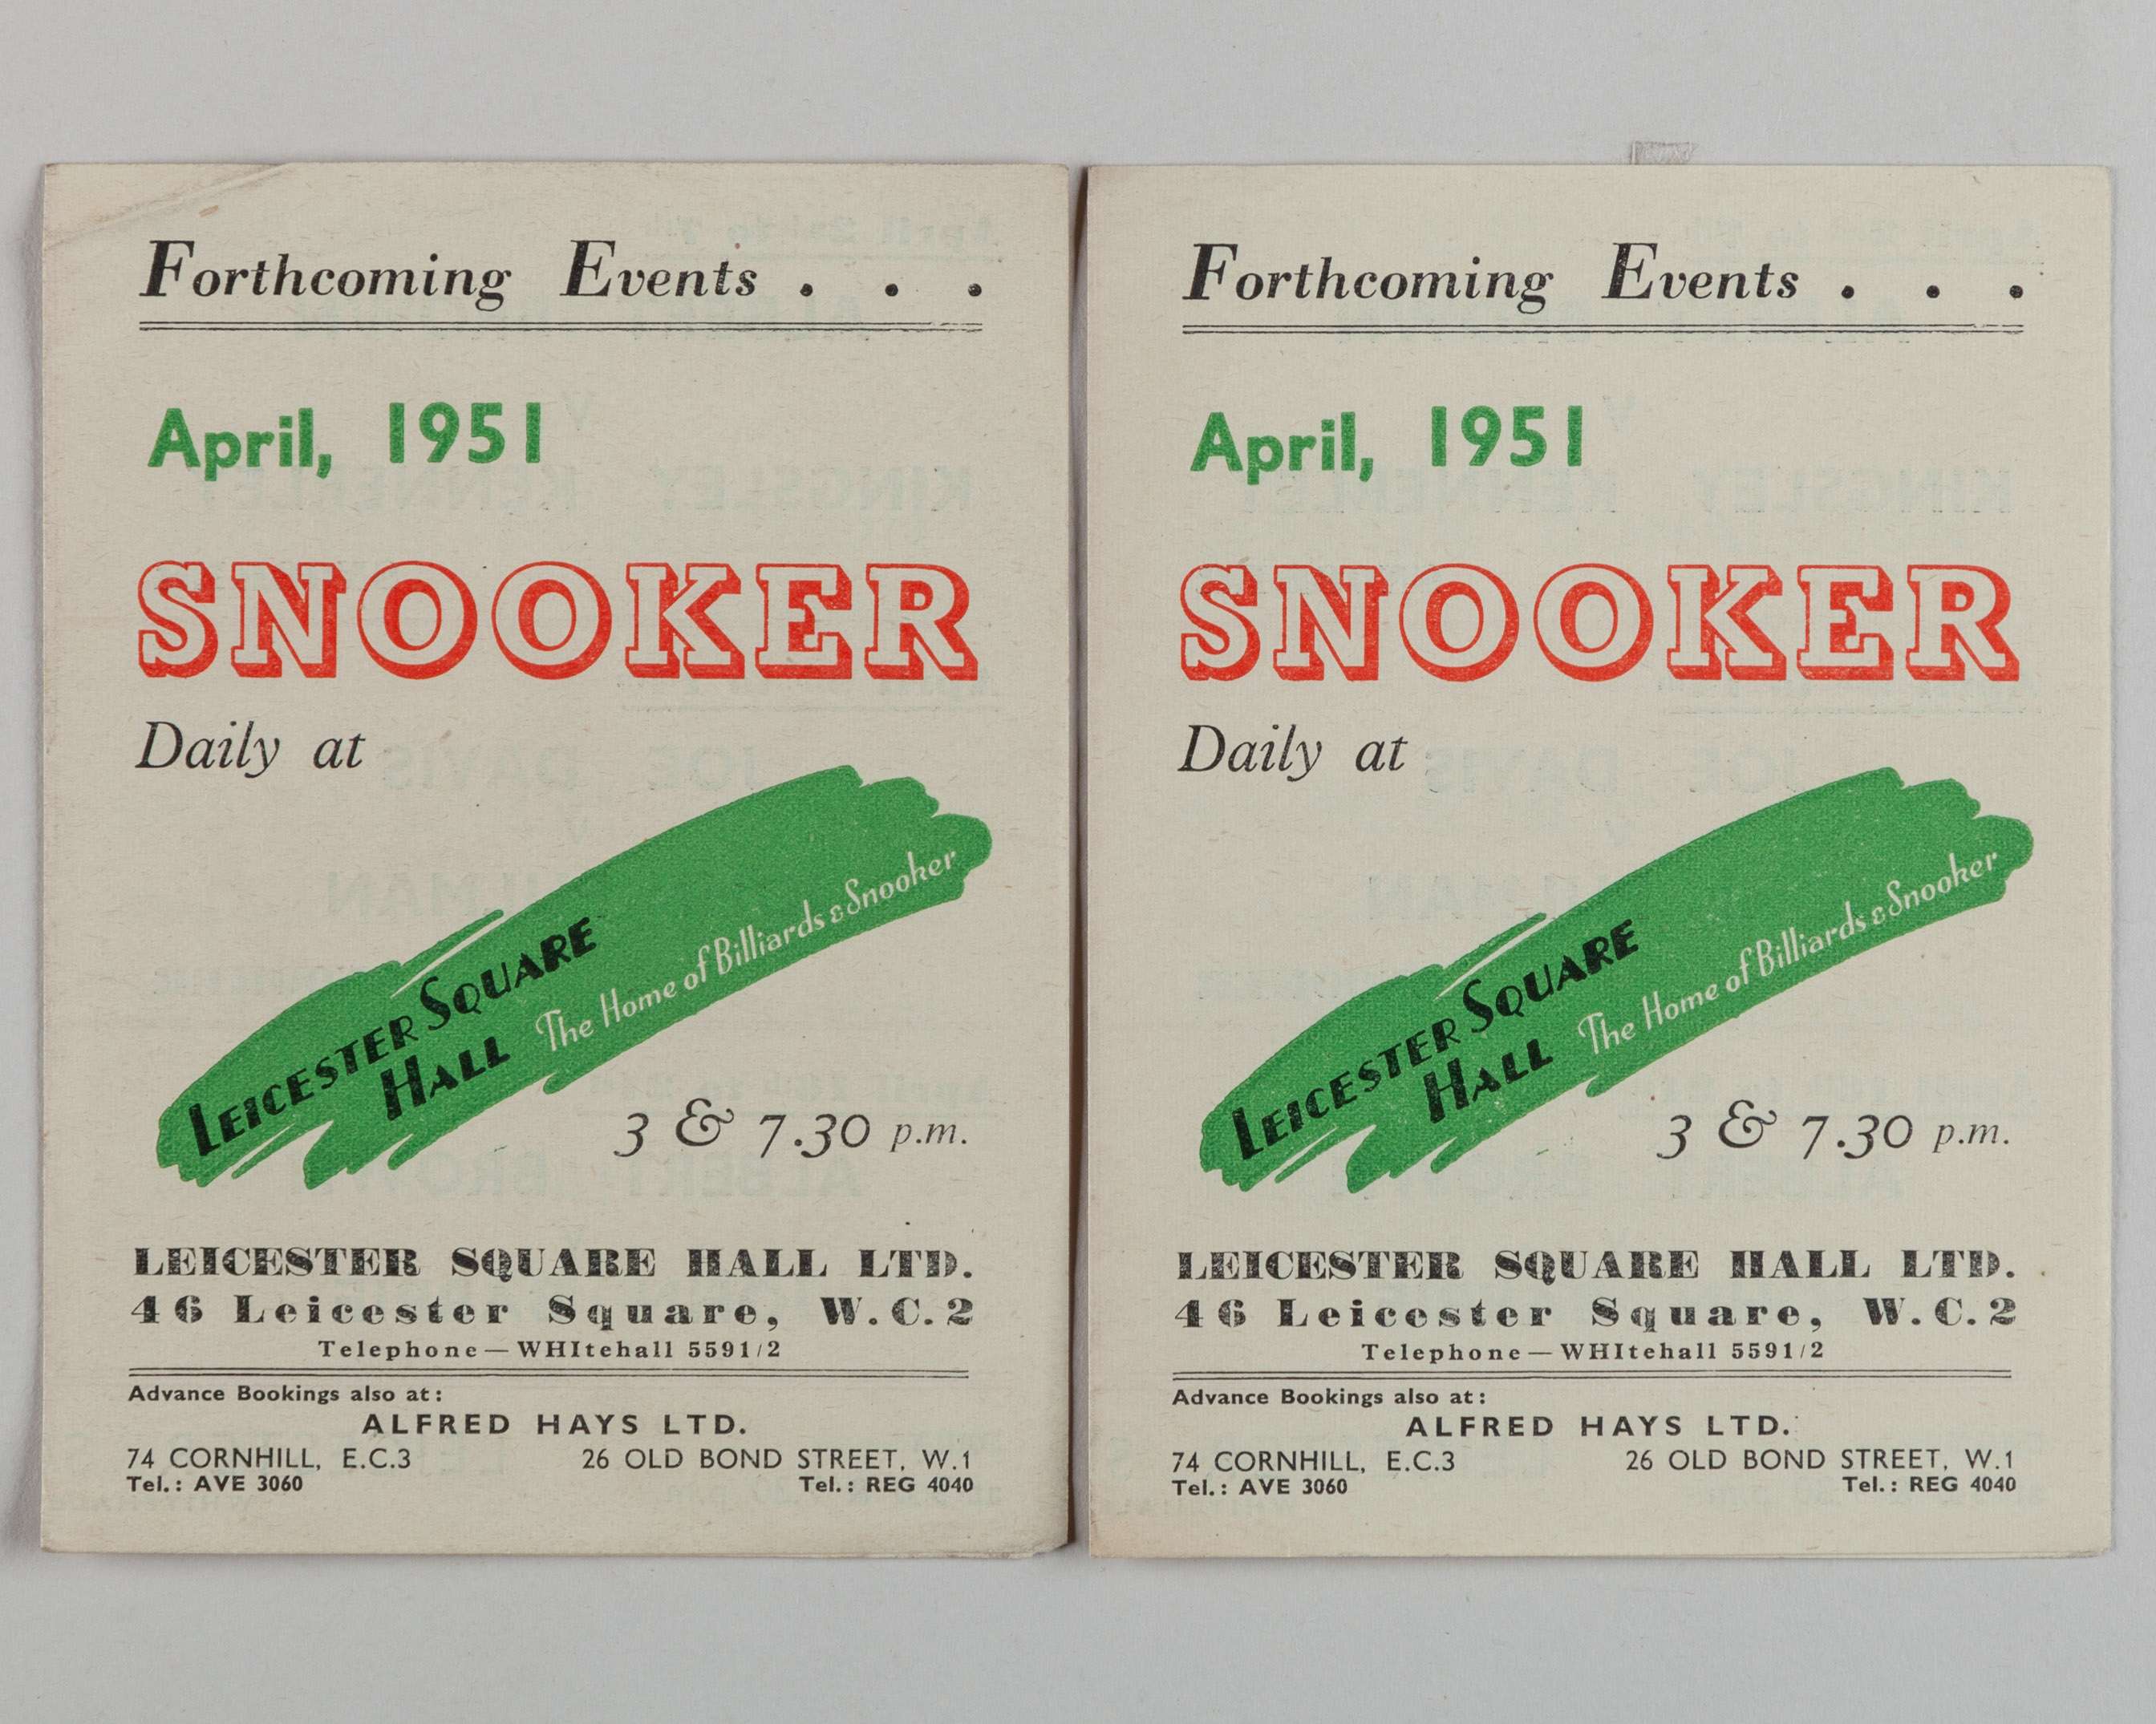 Forthcoming Events . . .
April, 1951
SNOOKER
Daily at
LEICESTER SQUARE
HALL The Home of Billiards & Snooker
3 & 7.30 p.m.
LEICESTER SQUARE HALL LTD.
46 Leicester Square, W.C.2
Telephone—WHItehall 5591/2
Advance Bookings also at:
ALFRED HAYS LTD.
74 CORNHILL, E.C.3 26 OLD BOND STREET, W.1
Tel.: AVE 3060 Tel.: REG 4040
Forthcoming Events . . .
April, 1951
SNOOKER
Daily at
LEICESTER SQUARE
HALL The Home of Billiards & Snooker
3 & 7.30 p.m.
LEICESTER SQUARE HALL LTD.
46 Leicester Square, W.C.2
Telephone—WHItehall 5591/2
Advance Bookings also at:
ALFRED HAYS LTD.
74 CORNHILL, E.C.3 26 OLD BOND STREET, W.1
Tel.: AVE 3060 Tel.: REG 4040